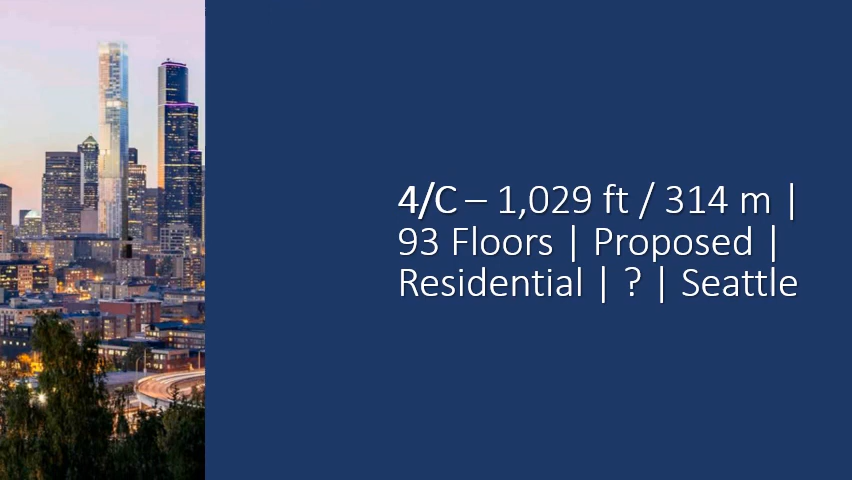 4/C – 1,029 ft / 314 m |
93 Floors | Proposed |
Residential | ? | Seattle